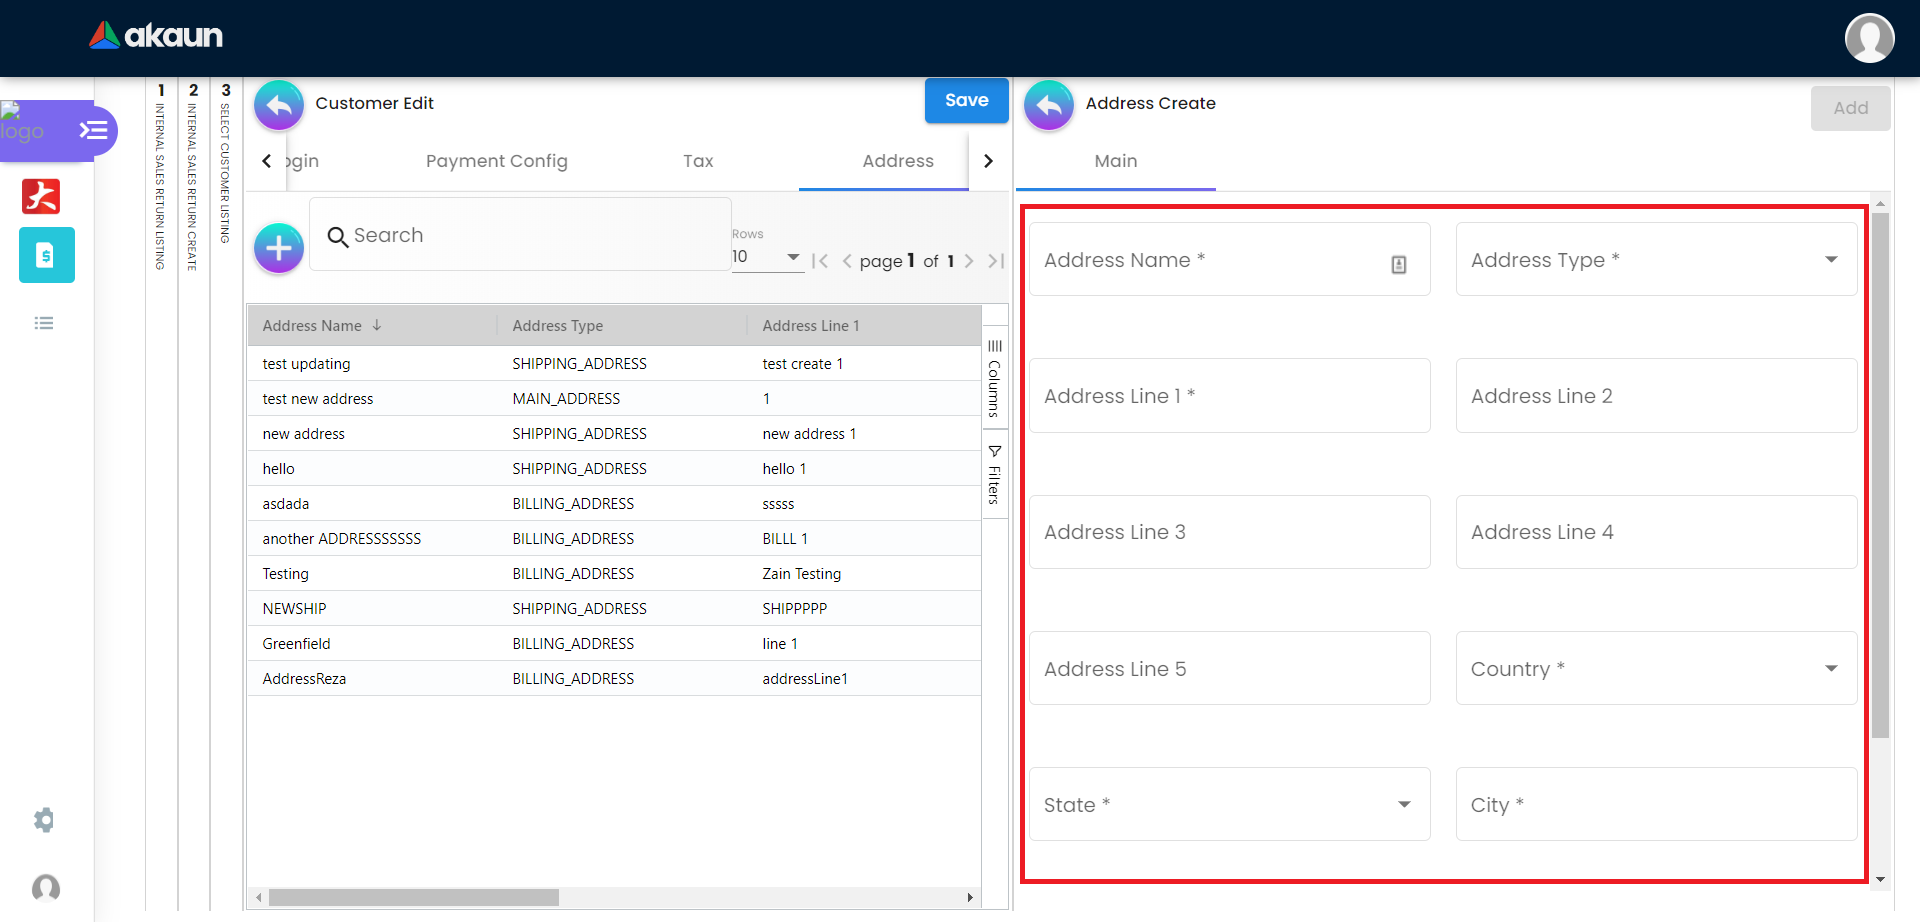 akaun
logo
1 INTERNAL SALES RETURN LISTING
2 INTERNAL SALES RETURN CREATE
3 SELECT CUSTOMER LISTING
Customer Edit
Save
ogin
Payment Config
Tax
Address
Search
Rows
10
page 1 of 1
Address Name
Address Type
Address Line 1
test updating SHIPPING_ADDRESS test create 1
test new address MAIN_ADDRESS 1
new address SHIPPING_ADDRESS new address 1
hello SHIPPING_ADDRESS hello 1
asdada BILLING_ADDRESS sssss
another ADDRESSSSSSS BILLING_ADDRESS BILLL 1
Testing BILLING_ADDRESS Zain Testing
NEWSHIP SHIPPING_ADDRESS SHIPPPPP
Greenfield BILLING_ADDRESS line 1
AddressReza BILLING_ADDRESS addressLine1
Columns
Filters
Address Create
Add
Main
Address Name *
Address Type *
Address Line 1 *
Address Line 2
Address Line 3
Address Line 4
Address Line 5
Country *
State *
City *